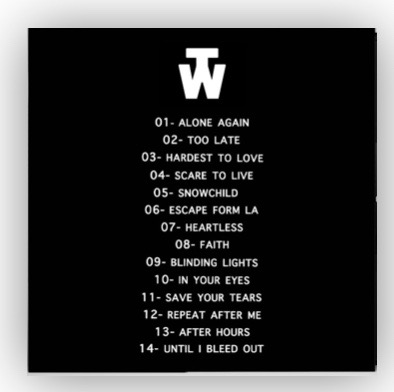 TW
01- ALONE AGAIN
02- TOO LATE
03- HARDEST TO LOVE
04- SCARE TO LIVE
05- SNOWCHILD
06- ESCAPE FORM LA
07- HEARTLESS
08- FAITH
09- BLINDING LIGHTS
10- IN YOUR EYES
11- SAVE YOUR TEARS
12- REPEAT AFTER ME
13- AFTER HOURS
14- UNTIL I BLEED OUT